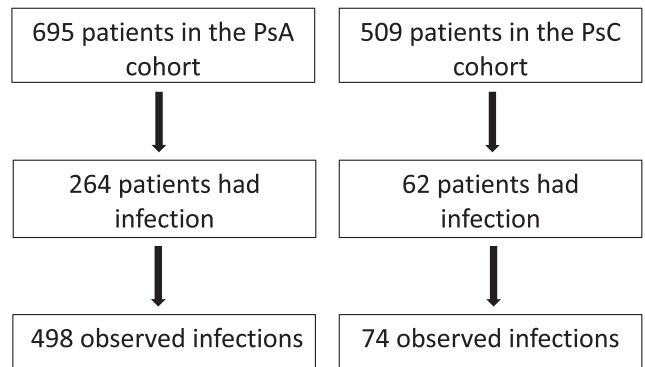 695 patients in the PsA
cohort
509 patients in the PsC
cohort
264 patients had
infection
62 patients had
infection
498 observed infections
74 observed infections